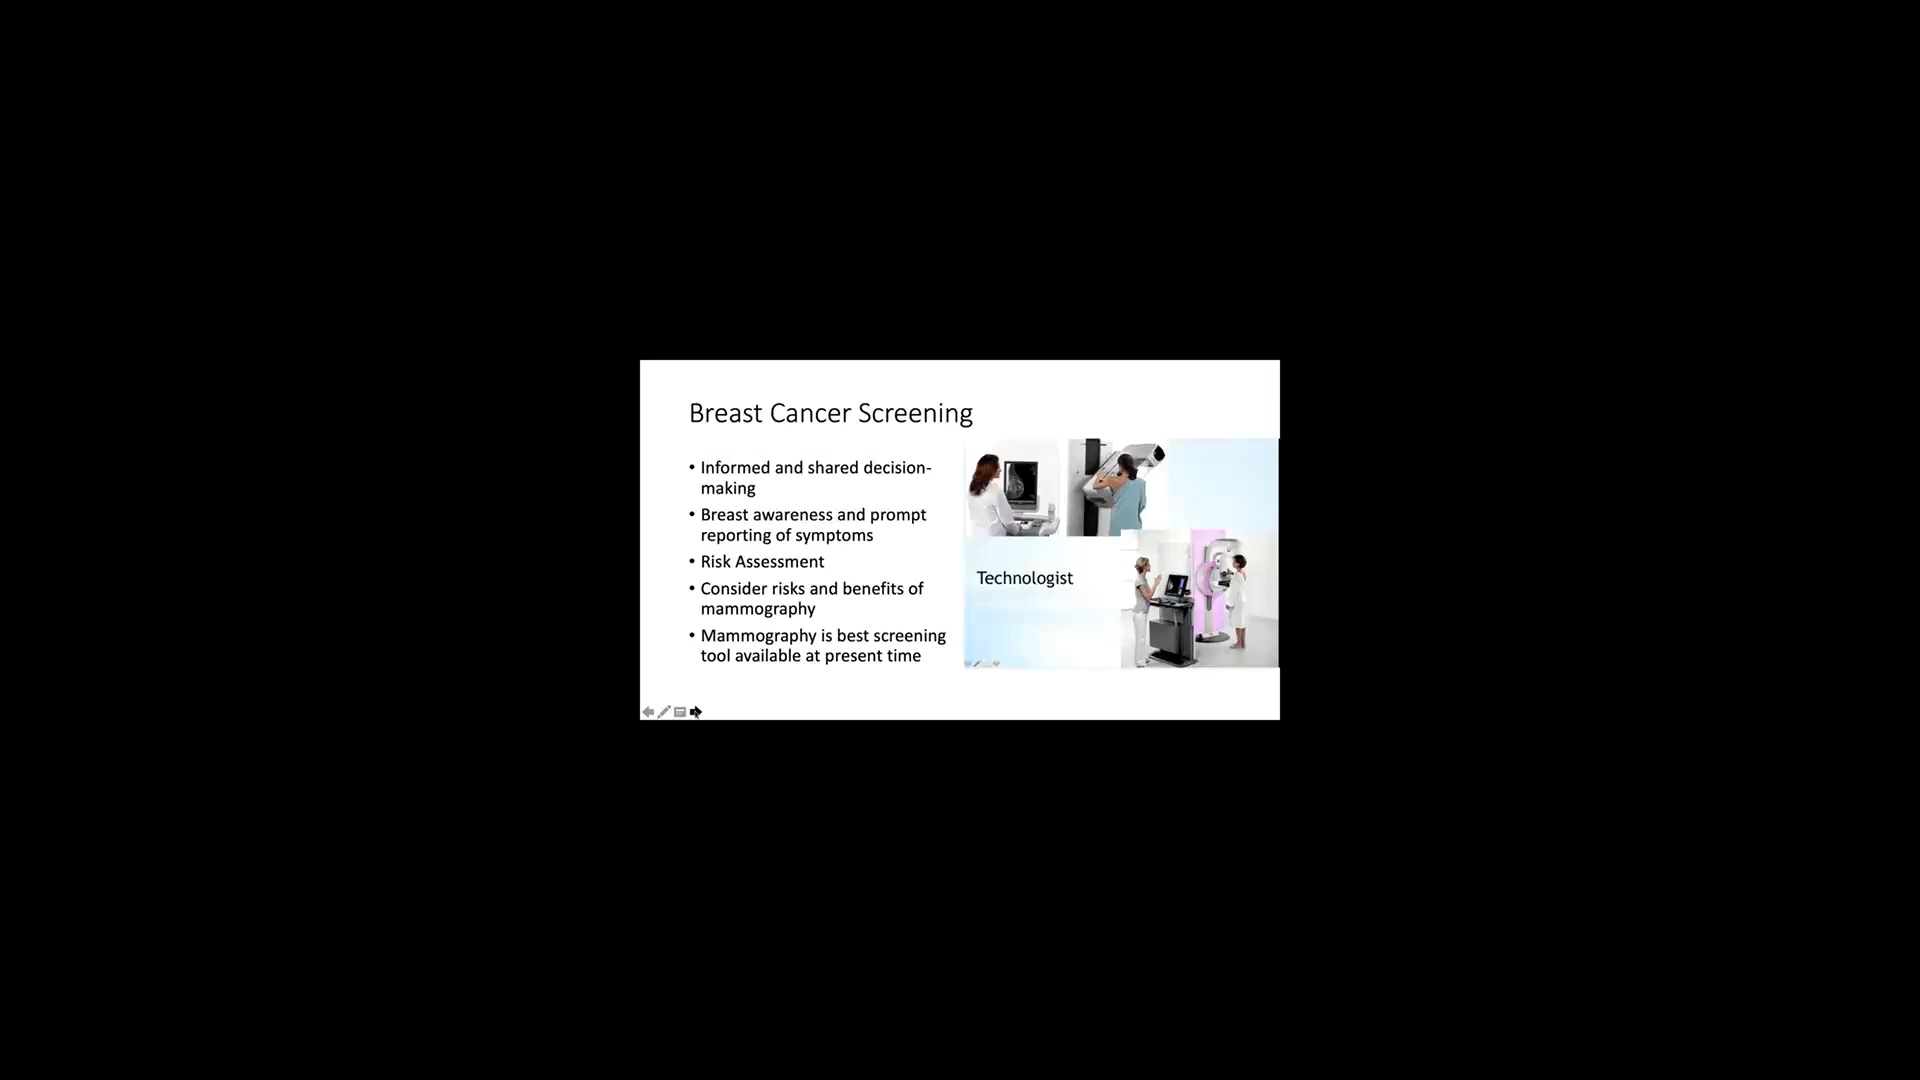 Breast Cancer Screening
• Informed and shared decision-
making
• Breast awareness and prompt
reporting of symptoms
• Risk Assessment
• Consider risks and benefits of
mammography
• Mammography is best screening
tool available at present time
Technologist